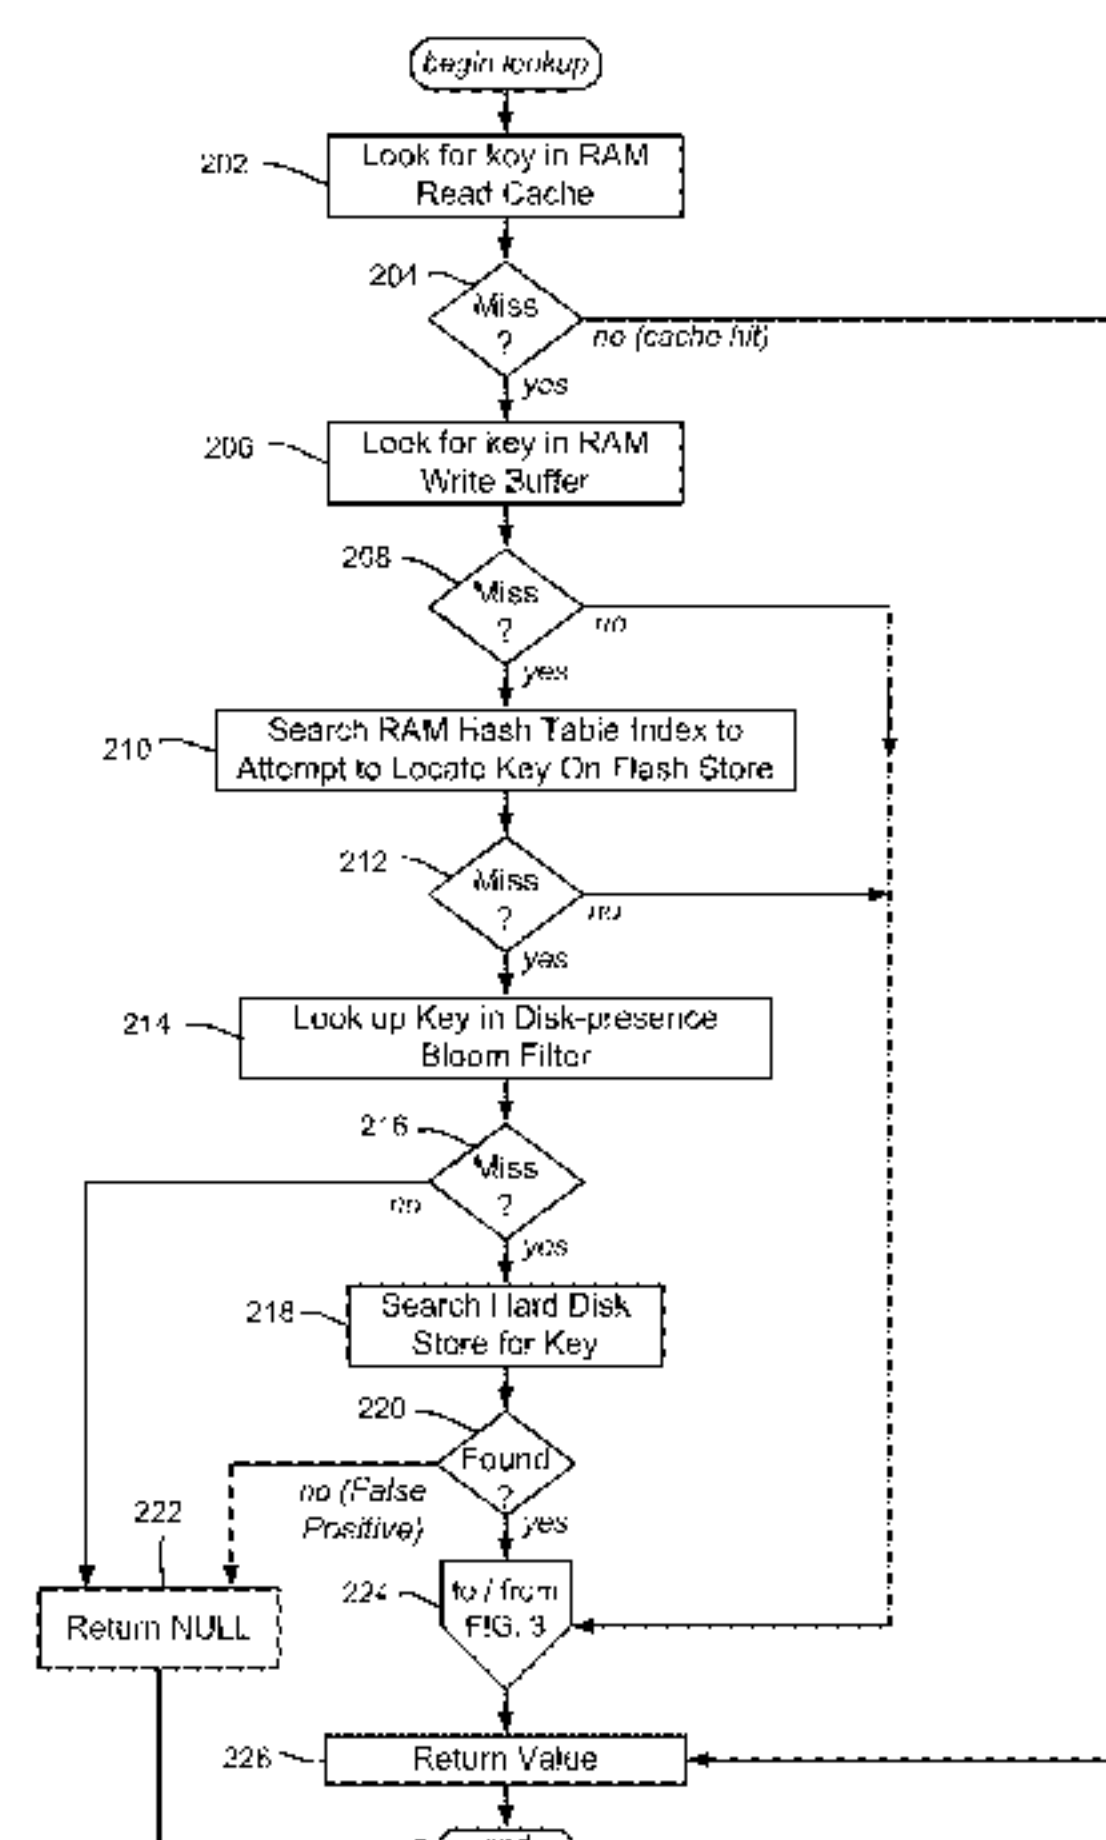 begin lookup
202
Look for key in RAM
Read Cache
204
Miss
?
no (cache hit)
yes
206
Look for key in RAM
Write Buffer
208
Miss
?
no
yes
210
Search RAM Hash Table Index to
Attempt to Locate Key On Flash Store
212
Miss
?
no
yes
214
Look up Key in Disk-presence
Bloom Filter
216
Miss
?
no
yes
218
Search Hard Disk
Store for Key
220
Found
?
no (False
Positive)
yes
222
Return NULL
224
to / from
FIG. 3
226
Return Value